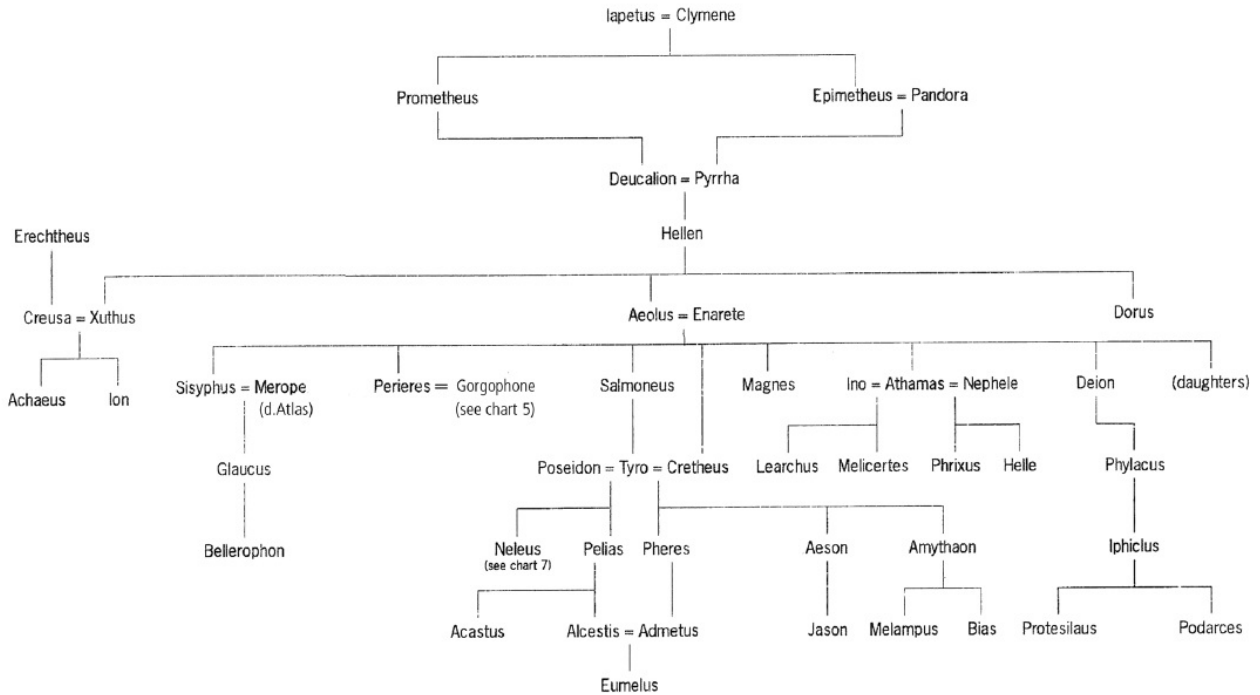 Iapetus = Clymene
Prometheus
Epimetheus = Pandora
Deucalion = Pyrrha
Erechtheus
Hellen
Creusa = Xuthus
Aeolus = Enarete
Dorus
Achaeus
Ion
Sisyphus = Merope
(d.Atlas)
Perieres = Gorgophone
(see chart 5)
Salmoneus
Magnes
Ino = Athamas = Nephele
Deion
(daughters)
Glaucus
Poseidon = Tyro = Cretheus
Learchus
Melicertes
Phrixus
Helle
Phylacus
Bellerophon
Neleus
(see chart 7)
Pelias
Pheres
Aeson
Amythaon
Iphiclus
Acastus
Alcestis = Admetus
Jason
Melampus
Bias
Protesilaus
Podarces
Eumelus